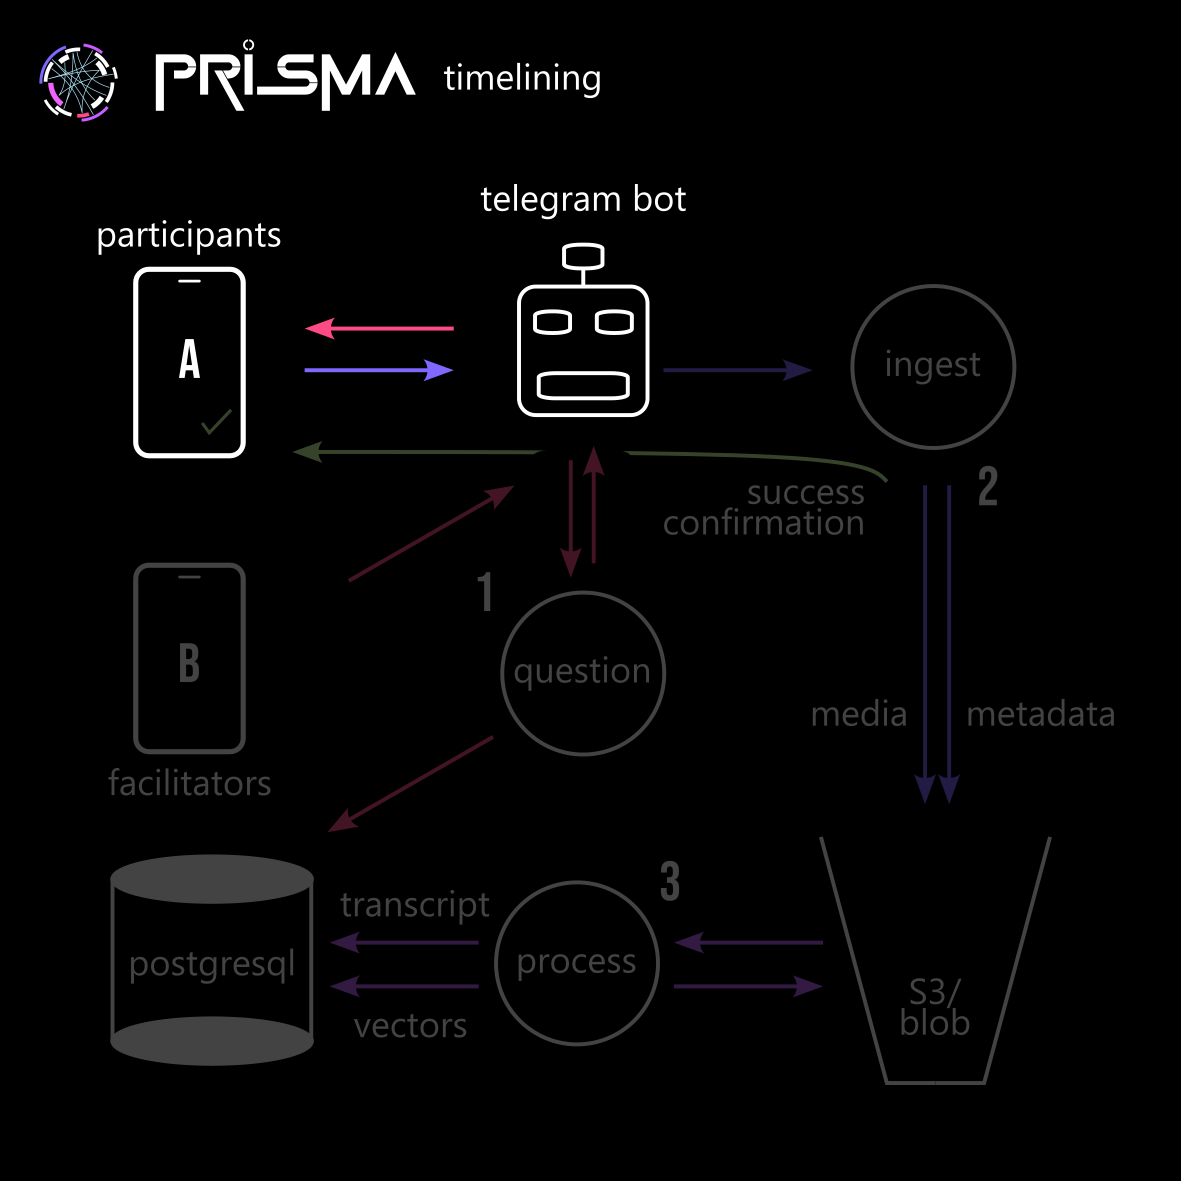 PRISMA timelining
telegram bot
participants
A
ingest
success
confirmation
2
1
question
B
media
metadata
facilitators
3
transcript
postgresql
process
vectors
S3/
blob